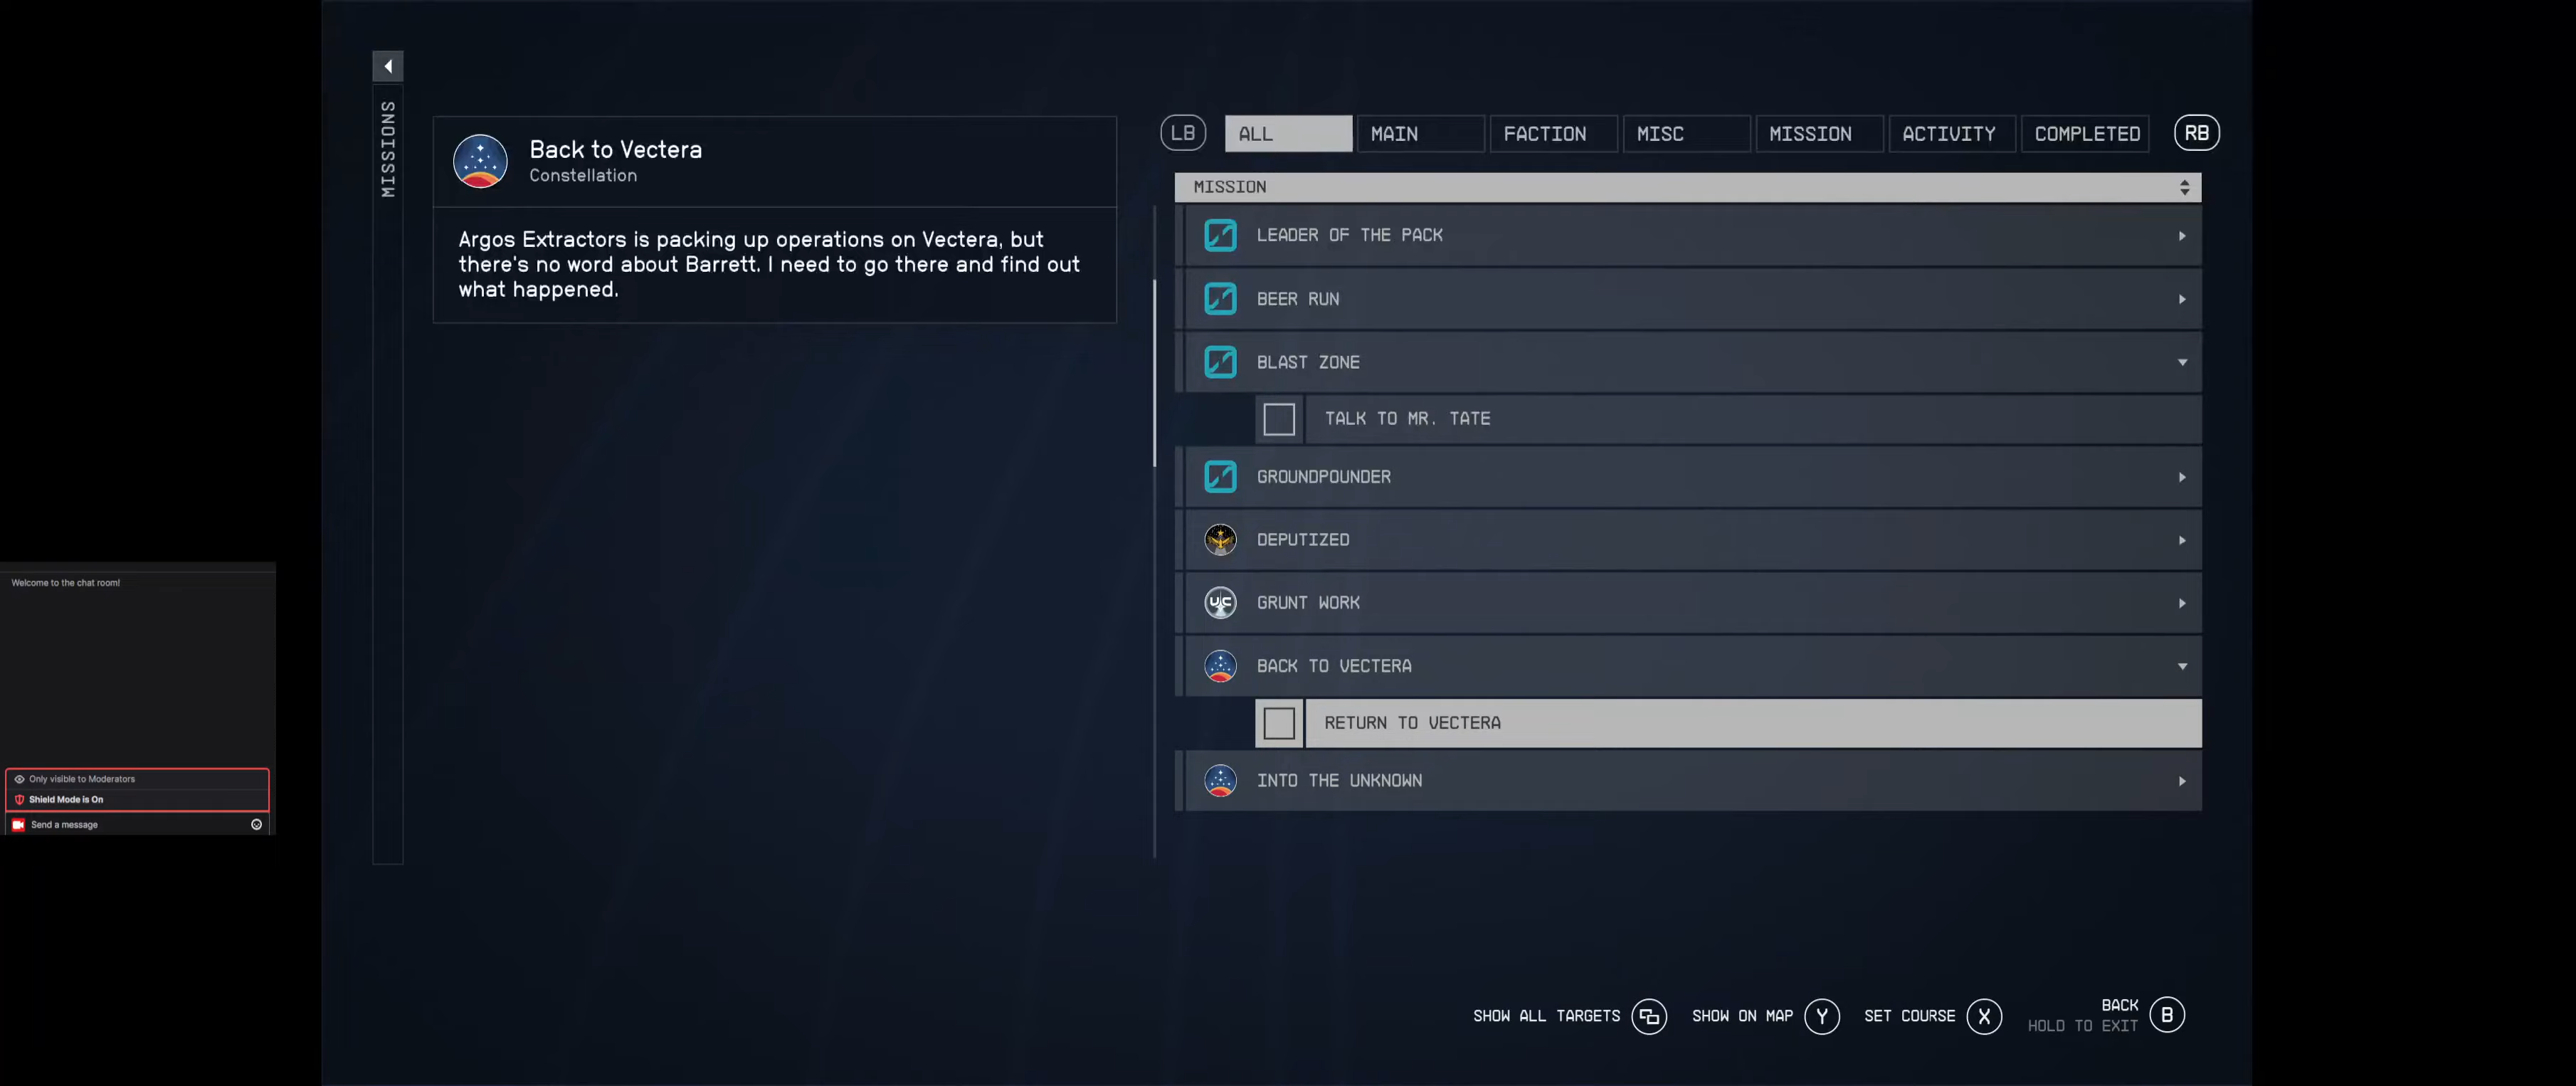 MISSIONS
Back to Vectera
Constellation
Argos Extractors is packing up operations on Vectera, but
there's no word about Barrett. I need to go there and find out
what happened.
LB
ALL
MAIN
FACTION
MISC
MISSION
ACTIVITY
COMPLETED
RB
MISSION
LEADER OF THE PACK
BEER RUN
BLAST ZONE
TALK TO MR. TATE
GROUNDPOUNDER
DEPUTIZED
UC
GRUNT WORK
BACK TO VECTERA
RETURN TO VECTERA
INTO THE UNKNOWN
Welcome to the chat room!
Only visible to Moderators
Shield Mode is On
Send a message
SHOW ALL TARGETS
SHOW ON MAP Y
SET COURSE X
BACK B
HOLD TO EXIT